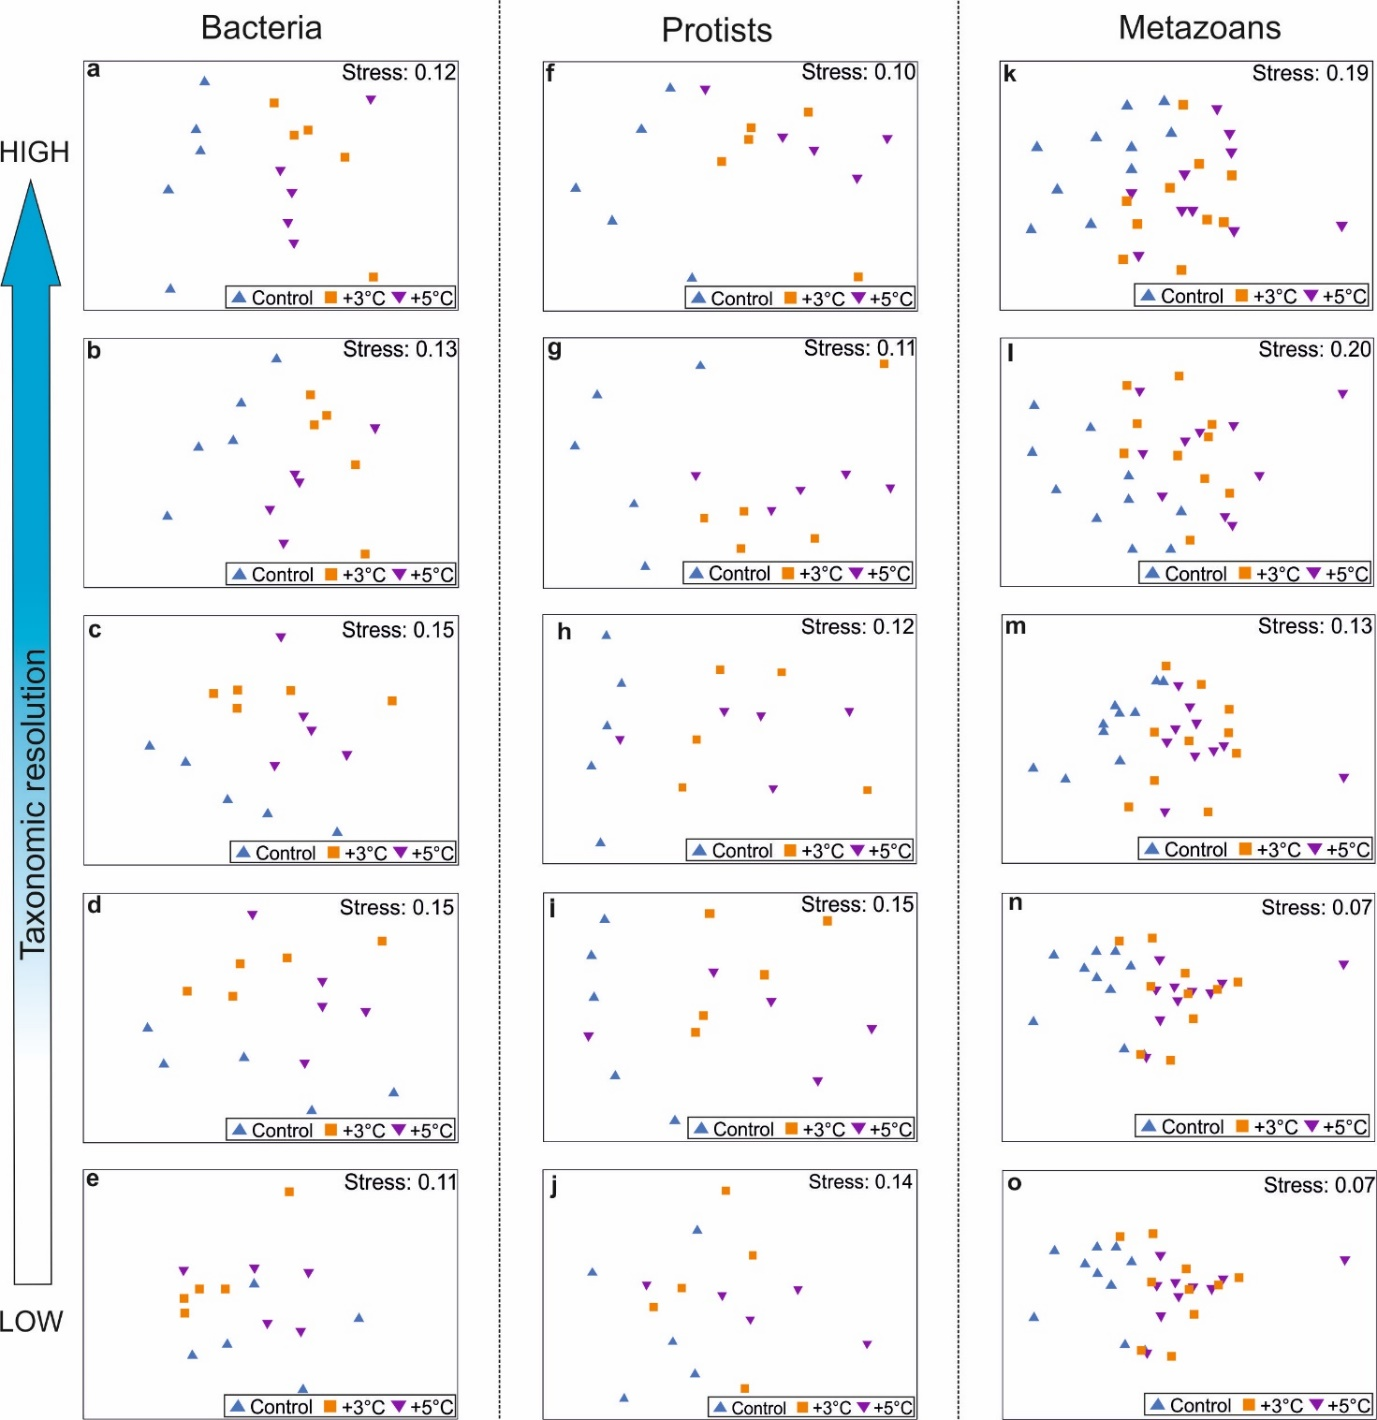 Bacteria
Protists
Metazoans
HIGH
Taxonomic resolution
LOW
a
Stress: 0.12
Control +3°C +5°C
f
Stress: 0.10
Control +3°C +5°C
k
Stress: 0.19
Control +3°C +5°C
b
Stress: 0.13
Control +3°C +5°C
g
Stress: 0.11
Control +3°C +5°C
l
Stress: 0.20
Control +3°C +5°C
c
Stress: 0.15
Control +3°C +5°C
h
Stress: 0.12
Control +3°C +5°C
m
Stress: 0.13
Control +3°C +5°C
d
Stress: 0.15
Control +3°C +5°C
i
Stress: 0.15
Control +3°C +5°C
n
Stress: 0.07
Control +3°C +5°C
e
Stress: 0.11
Control +3°C +5°C
j
Stress: 0.14
Control +3°C +5°C
o
Stress: 0.07
Control +3°C +5°C